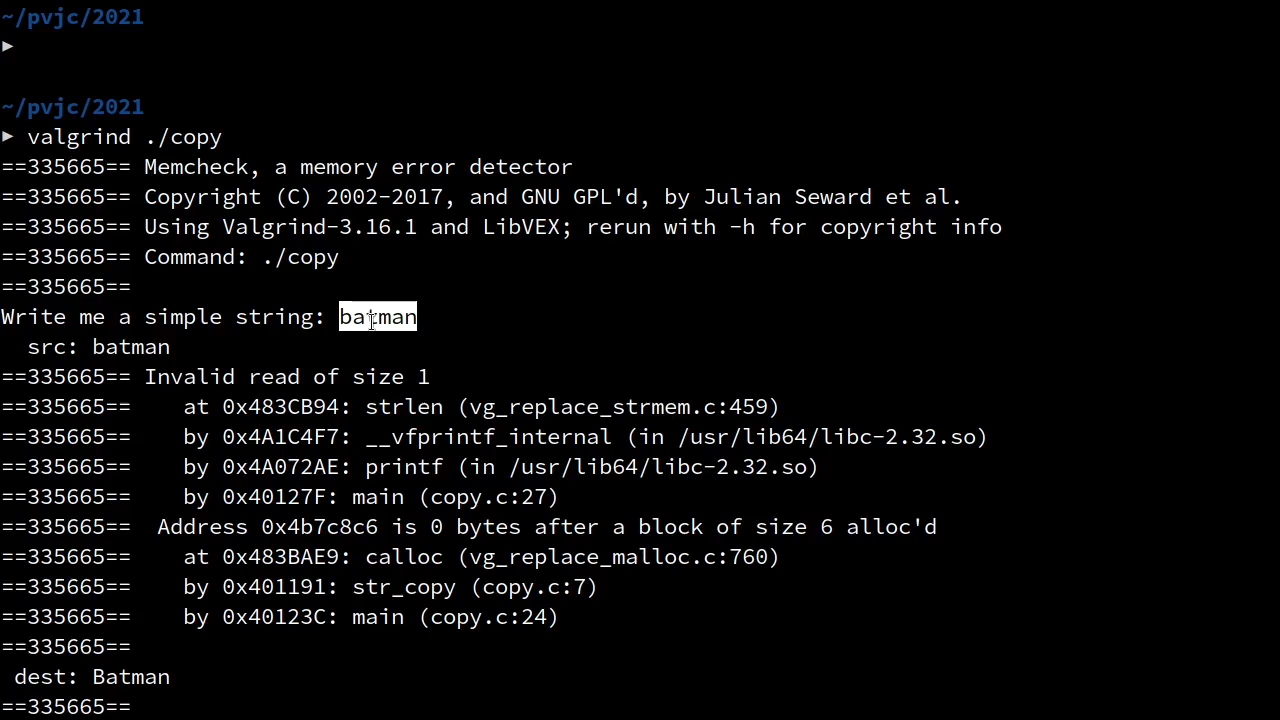 ~/pvjc/2021
▶
~/pvjc/2021
▶ valgrind ./copy
==335665== Memcheck, a memory error detector
==335665== Copyright (C) 2002-2017, and GNU GPL'd, by Julian Seward et al.
==335665== Using Valgrind-3.16.1 and LibVEX; rerun with -h for copyright info
==335665== Command: ./copy
==335665==
Write me a simple string: batman
  src: batman
==335665== Invalid read of size 1
==335665==    at 0x483CB94: strlen (vg_replace_strmem.c:459)
==335665==    by 0x4A1C4F7: __vfprintf_internal (in /usr/lib64/libc-2.32.so)
==335665==    by 0x4A072AE: printf (in /usr/lib64/libc-2.32.so)
==335665==    by 0x40127F: main (copy.c:27)
==335665==  Address 0x4b7c8c6 is 0 bytes after a block of size 6 alloc'd
==335665==    at 0x483BAE9: calloc (vg_replace_malloc.c:760)
==335665==    by 0x401191: str_copy (copy.c:7)
==335665==    by 0x40123C: main (copy.c:24)
==335665==
 dest: Batman
==335665==